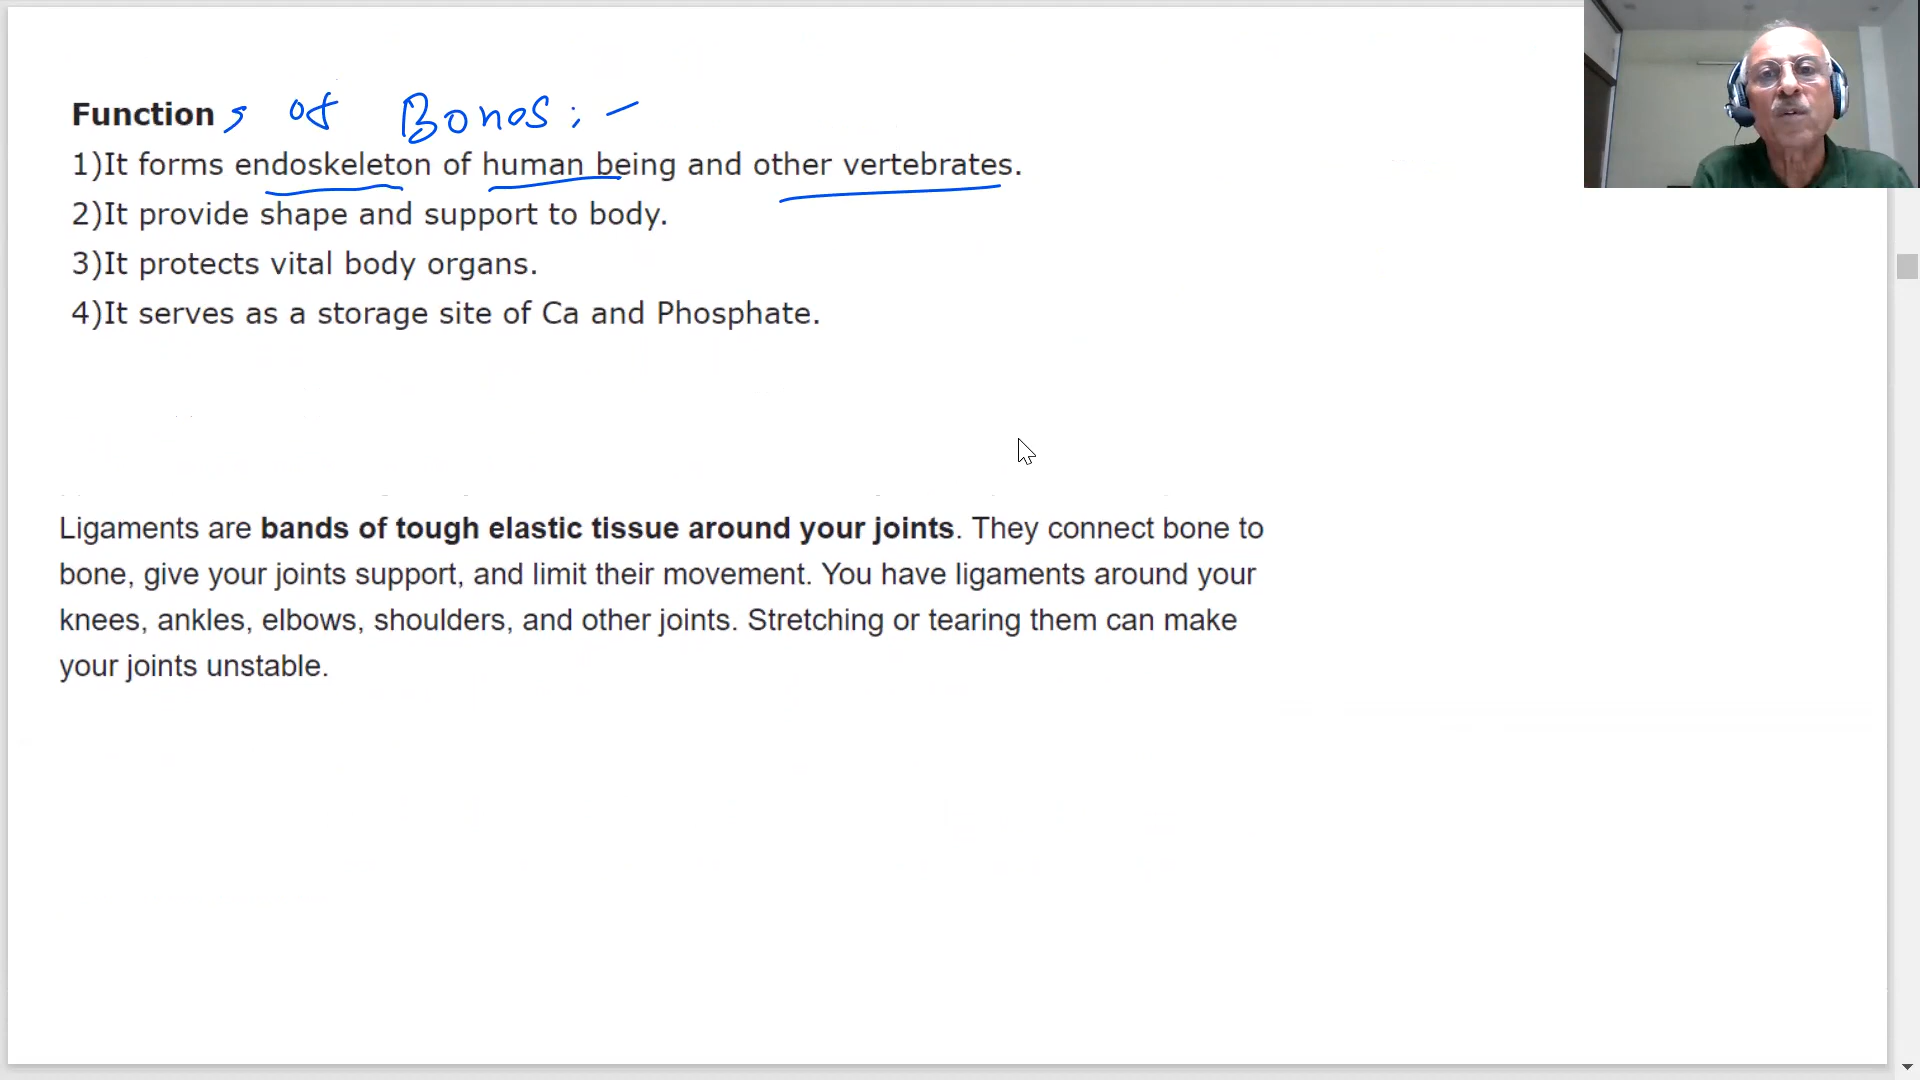 Functions of Bones :-
1)It forms endoskeleton of human being and other vertebrates.
2)It provide shape and support to body.
3)It protects vital body organs.
4)It serves as a storage site of Ca and Phosphate.
Ligaments are bands of tough elastic tissue around your joints. They connect bone to
bone, give your joints support, and limit their movement. You have ligaments around your
knees, ankles, elbows, shoulders, and other joints. Stretching or tearing them can make
your joints unstable.